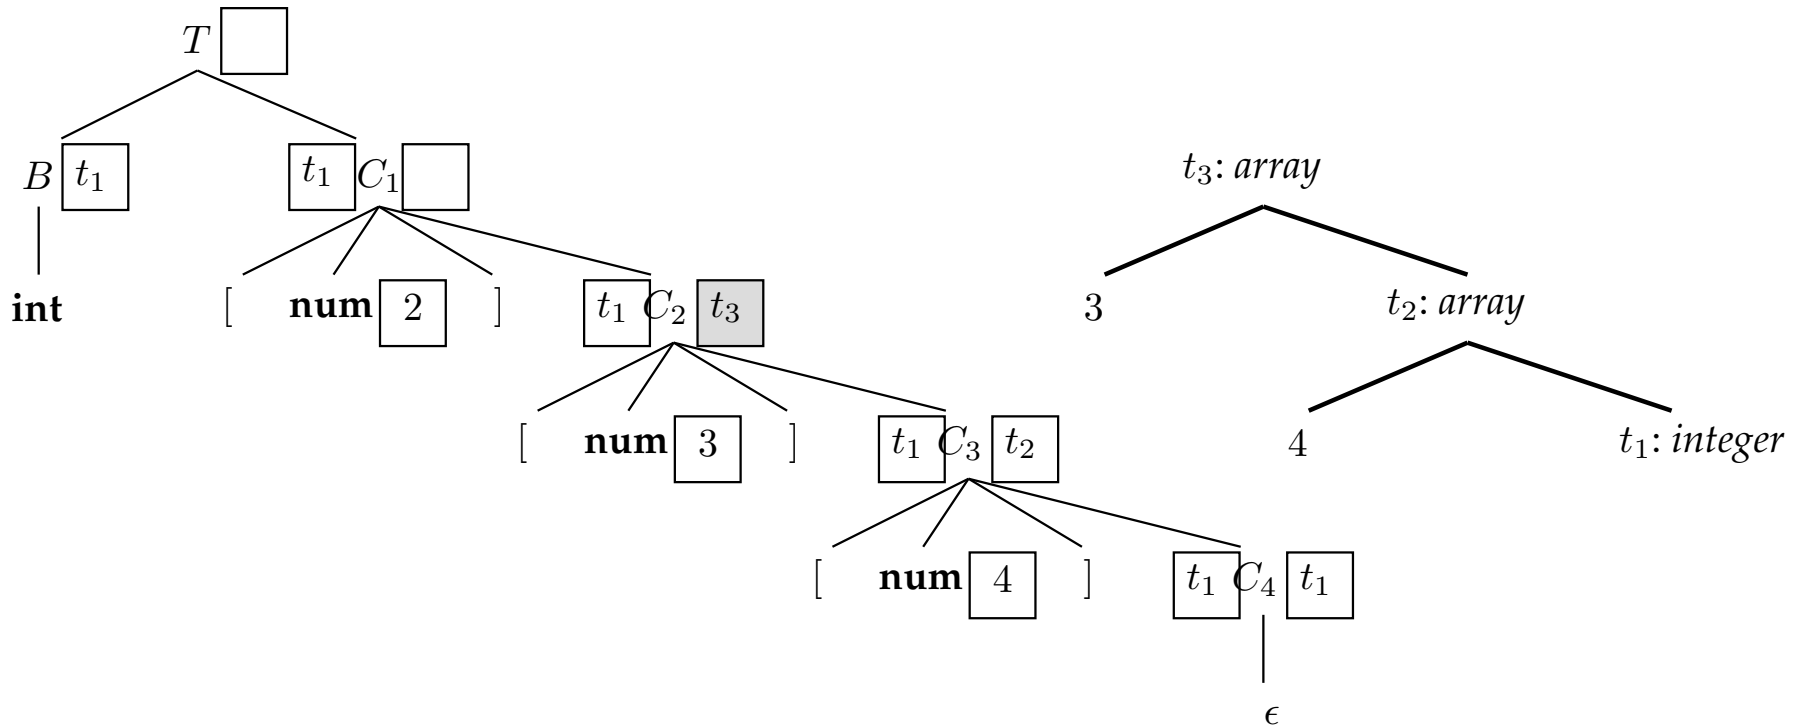 T
B t₁ t₁ C₁ t₃: array
int [ num 2 ] t₁ C₂ t₃ 3 t₂: array
[ num 3 ] t₁ C₃ t₂ 4 t₁: integer
[ num 4 ] t₁ C₄ t₁
ϵ